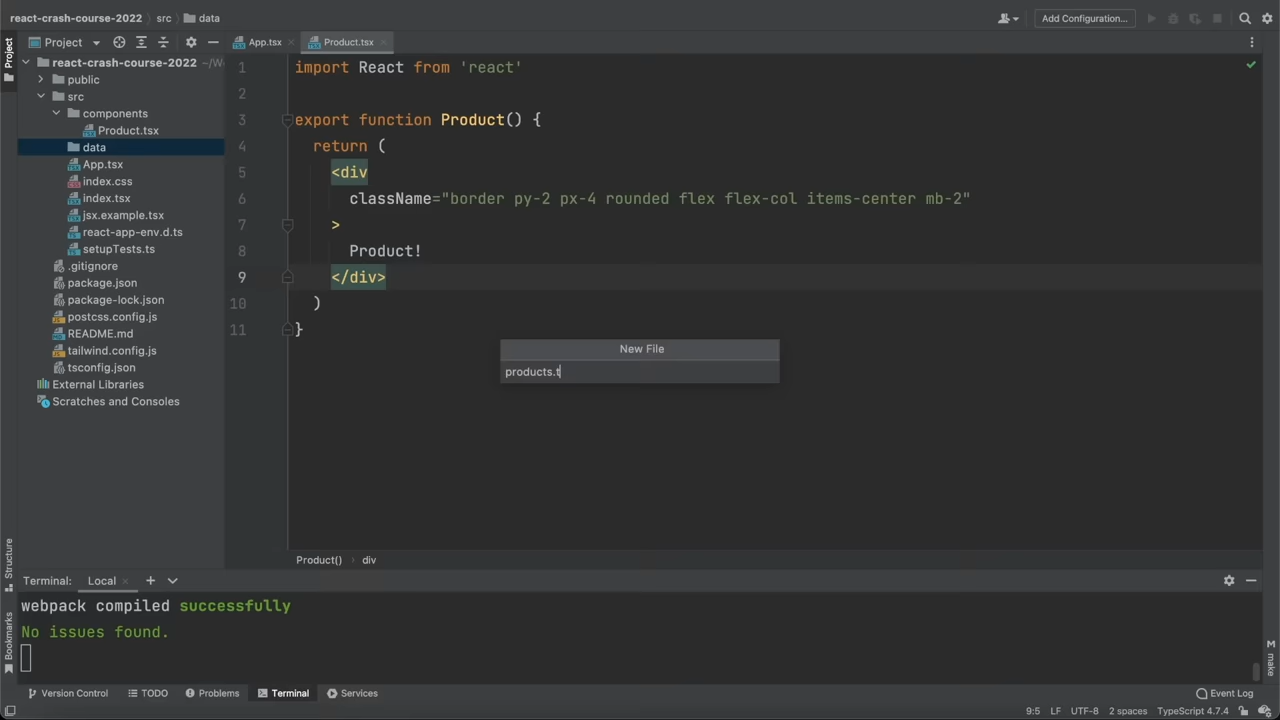 react-crash-course-2022 src data
Add Configuration...
Project
Project
App.tsx
Product.tsx
react-crash-course-2022 ~/W
public
src
components
Product.tsx
data
App.tsx
index.css
index.tsx
jsx.example.tsx
react-app-env.d.ts
setupTests.ts
.gitignore
package.json
package-lock.json
postcss.config.js
README.md
tailwind.config.js
tsconfig.json
External Libraries
Scratches and Consoles
1 import React from 'react'
2
3 export function Product() {
4 return (
5 <div
6 className="border py-2 px-4 rounded flex flex-col items-center mb-2"
7 >
8 Product!
9 </div>
10 )
11 }
New File
products.t
Product() › div
Structure
Bookmarks
Terminal: Local
webpack compiled successfully
No issues found.
M make
Version Control TODO Problems Terminal Services Event Log
9:5 LF UTF-8 2 spaces TypeScript 4.7.4